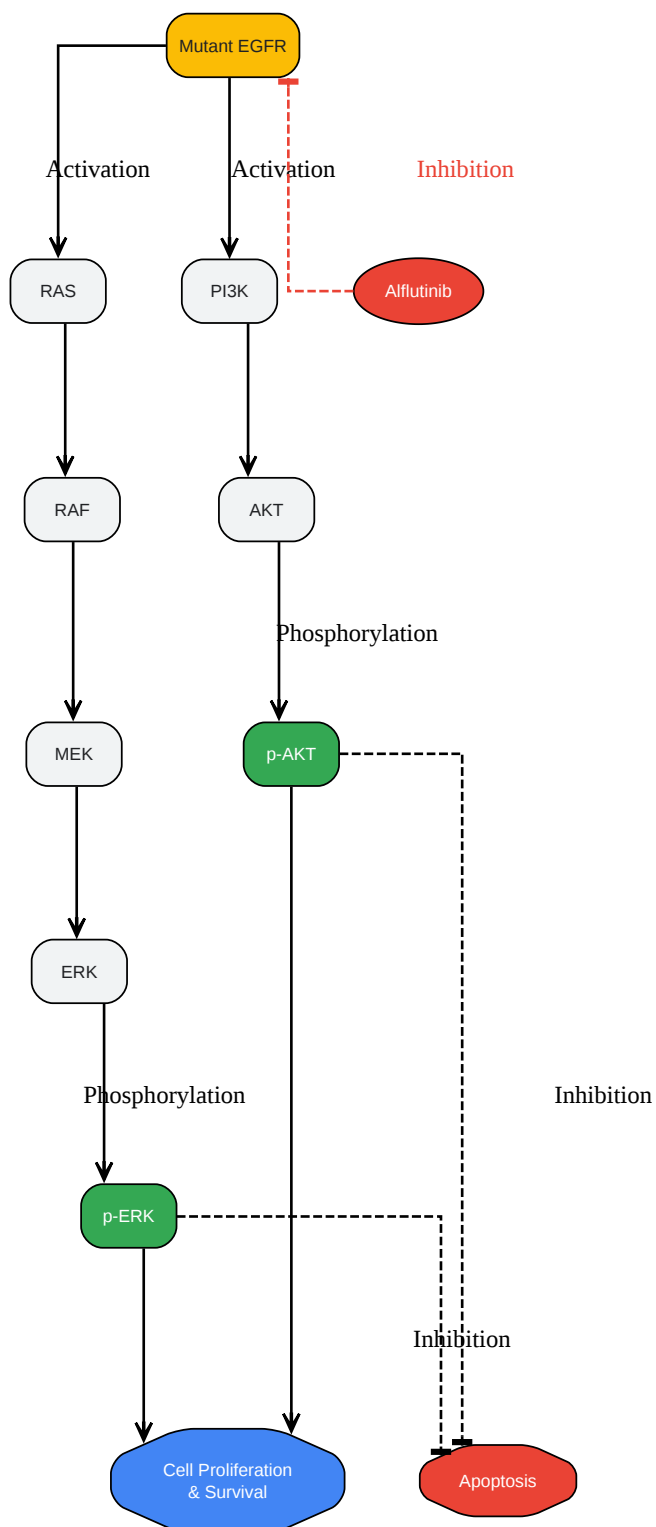 Mutant EGFR
Activation
Activation
Inhibition
RAS
PI3K
Alflutinib
RAF
AKT
Phosphorylation
MEK
p-AKT
ERK
Phosphorylation
Inhibition
p-ERK
Inhibition
Cell Proliferation
& Survival
Apoptosis